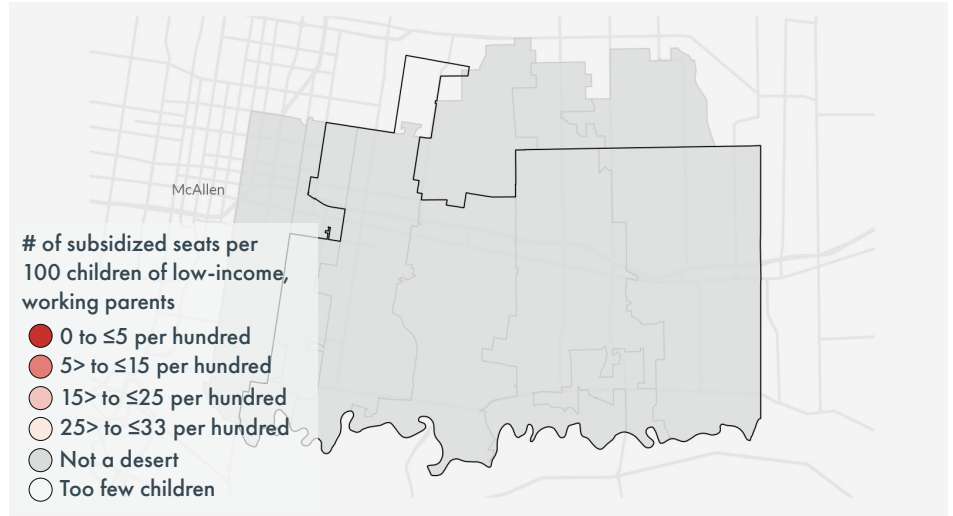 McAllen
# of subsidized seats per
100 children of low-income,
working parents
0 to ≤5 per hundred
5> to ≤15 per hundred
15> to ≤25 per hundred
25> to ≤33 per hundred
Not a desert
Too few children